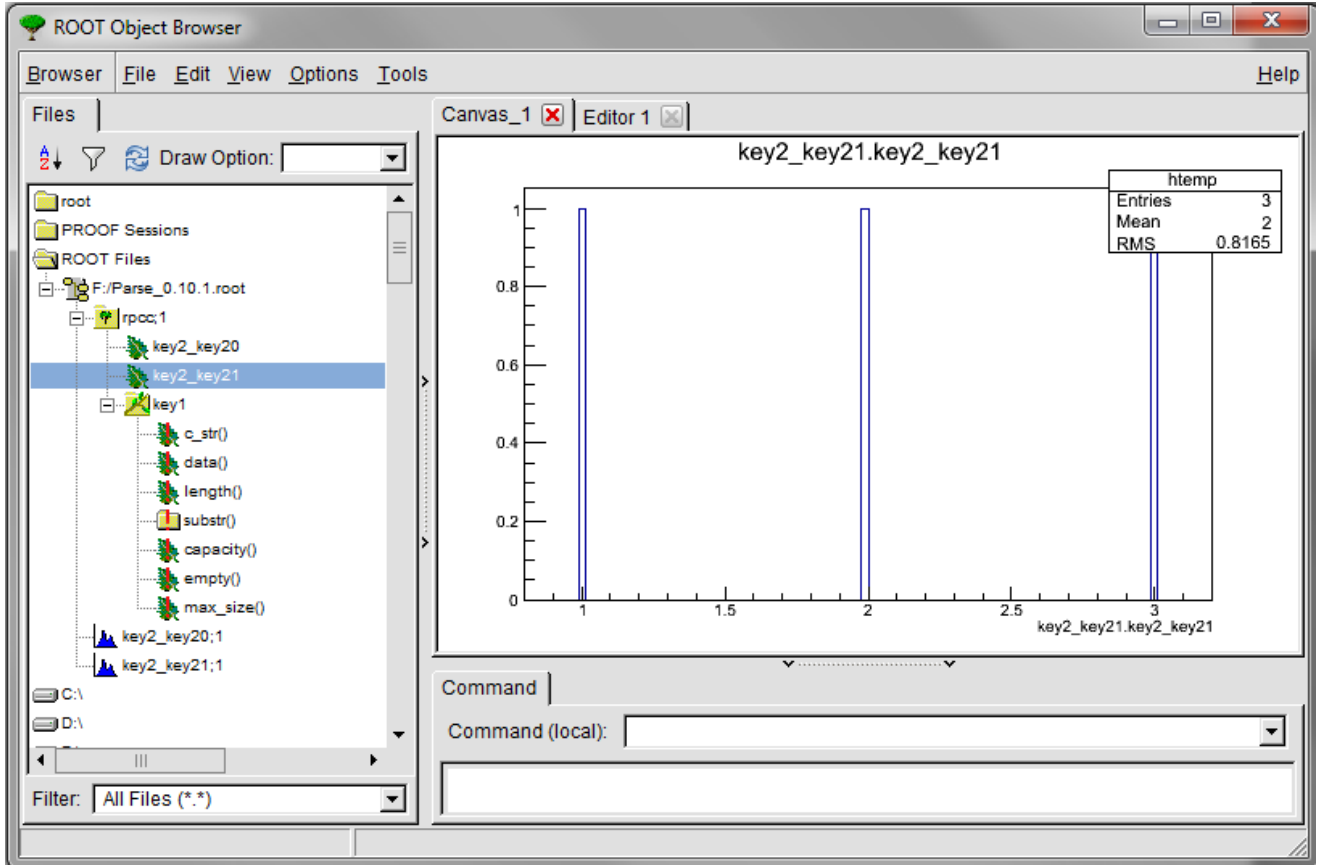 ROOT Object Browser
Browser File Edit View Options Tools Help
Files
Draw Option:
root
PROOF Sessions
ROOT Files
F:/Parse_0.10.1.root
rpcc;1
key2_key20
key2_key21
key1
c_str()
data()
length()
substr()
capacity()
empty()
max_size()
key2_key20;1
key2_key21;1
C:\
D:\
Filter: All Files (*.*)
Canvas_1 Editor 1
key2_key21.key2_key21
htemp
Entries 3
Mean 2
RMS 0.8165
1
0.8
0.6
0.4
0.2
0
1 1.5 2 2.5 3
key2_key21.key2_key21
Command
Command (local):